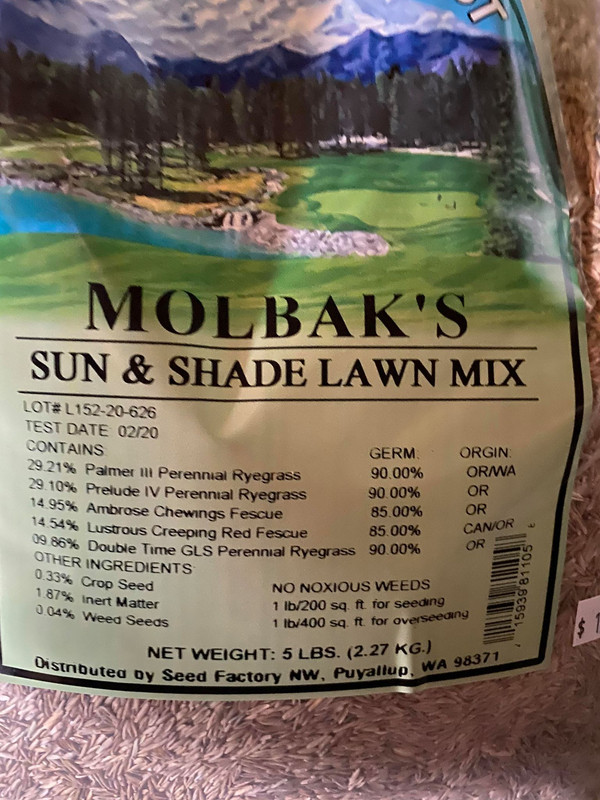 MOLBAK'S
SUN & SHADE LAWN MIX
LOT# L152-20-626
TEST DATE 02/20
CONTAINS GERM. ORGIN:
29.21% Palmer III Perennial Ryegrass 90.00% OR/WA
29.10% Prelude IV Perennial Ryegrass 90.00% OR
14.95% Ambrose Chewings Fescue 85.00% OR
14.54% Lustrous Creeping Red Fescue 85.00% CAN/OR
09.86% Double Time GLS Perennial Ryegrass 90.00% OR
OTHER INGREDIENTS
0.33% Crop Seed NO NOXIOUS WEEDS
1.87% Inert Matter 1 lb/200 sq. ft. for seeding
0.04% Weed Seeds 1 lb/400 sq. ft. for overseeding
NET WEIGHT: 5 LBS. (2.27 KG.)
Distributed by Seed Factory NW, Puyallup, WA 98371
15939 81105
$ 1